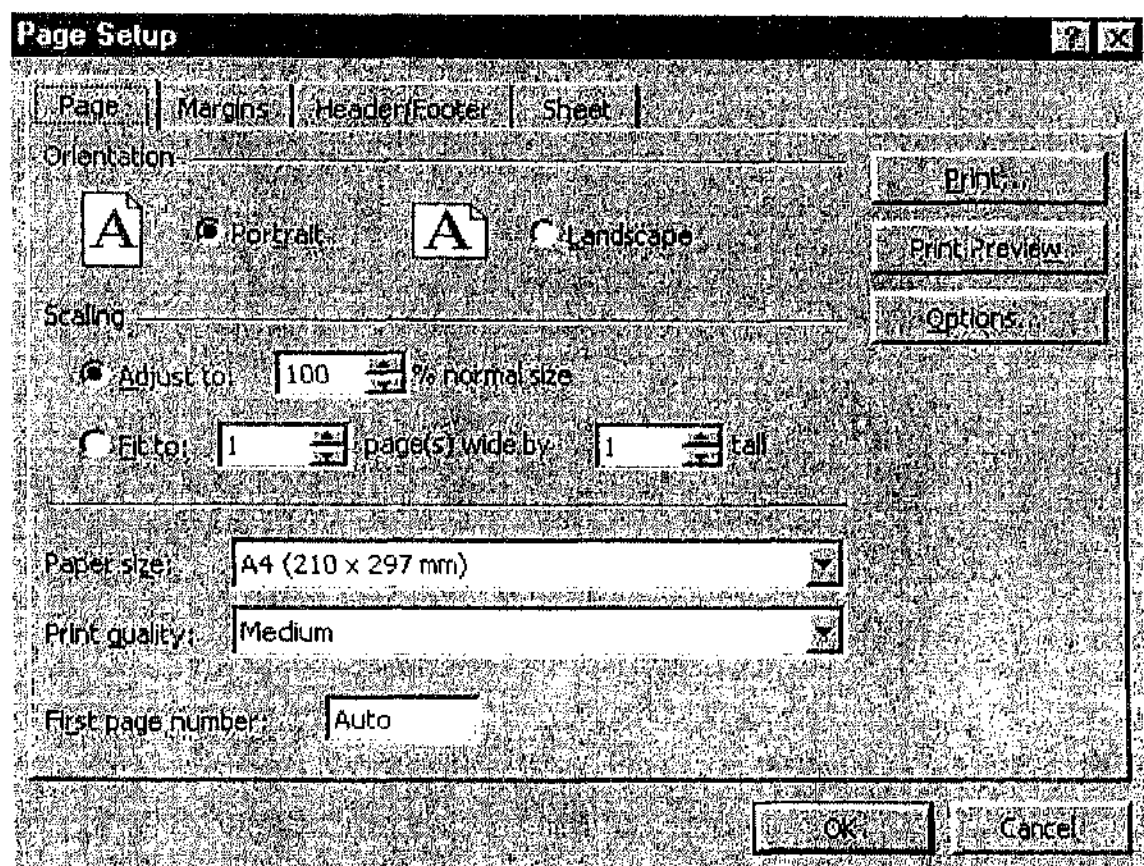 Page Setup
Page Margins Header/Footer Sheet
Orientation
A Portrait A Landscape
Print...
Print Preview
Options...
Scaling
Adjust to: 100 % normal size
Fit to: 1 page(s) wide by 1 tall
Paper size: A4 (210 x 297 mm)
Print quality: Medium
First page number: Auto
OK Cancel